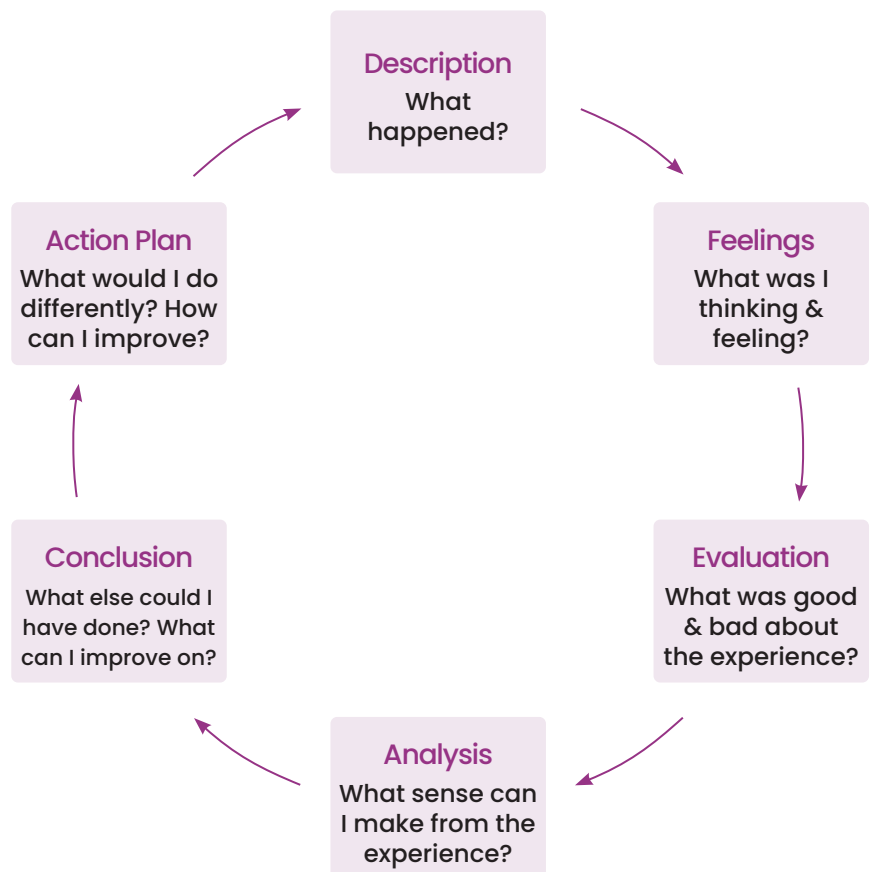 Description
What
happened?
Feelings
What was I
thinking &
feeling?
Evaluation
What was good
& bad about
the experience?
Analysis
What sense can
I make from the
experience?
Conclusion
What else could I
have done? What
can I improve on?
Action Plan
What would I do
differently? How
can I improve?